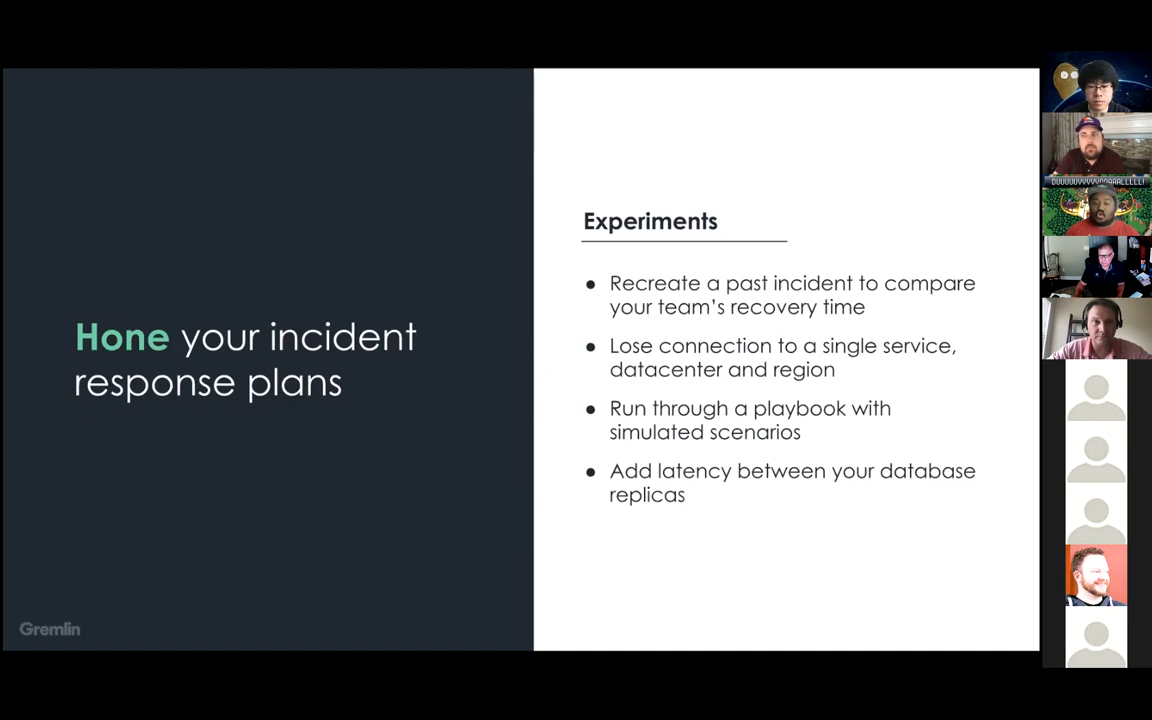 Hone your incident
response plans
Gremlin
Experiments
Recreate a past incident to compare
your team's recovery time
Lose connection to a single service,
datacenter and region
Run through a playbook with
simulated scenarios
Add latency between your database
replicas